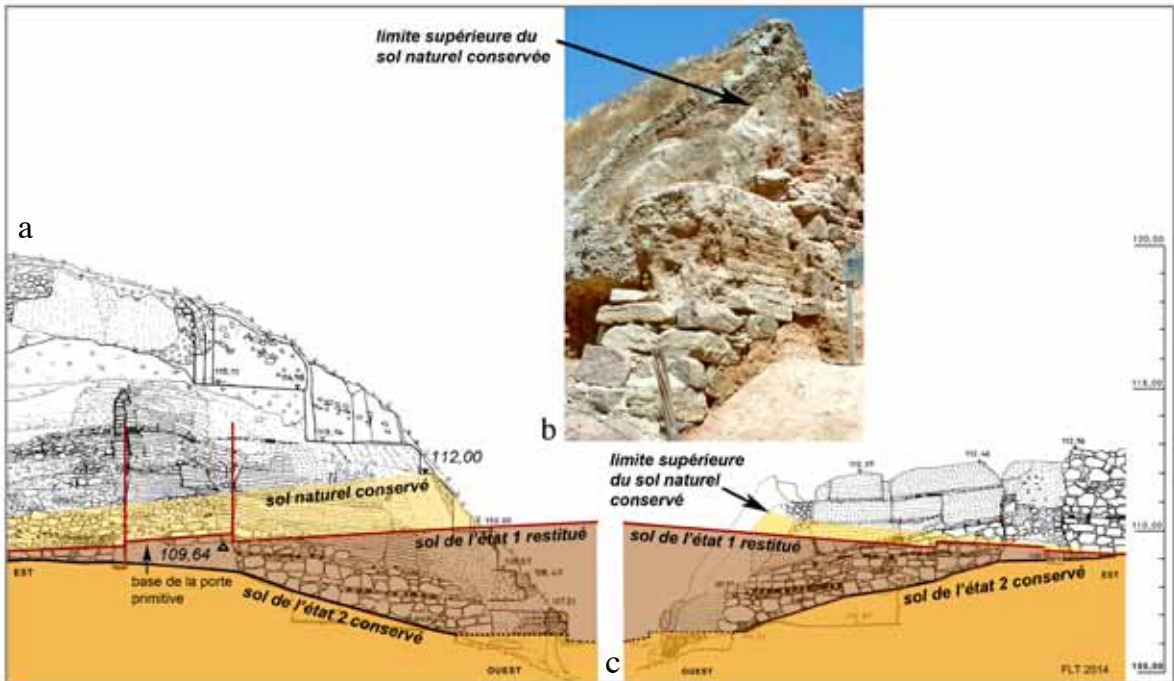 limite supérieure du
sol naturel conservée
a
b
120,00
115,00
110,00
105,00
112,00
sol naturel conservé
limite supérieure
du sol naturel
conservé
sol de l'état 1 restitué
sol de l'état 1 restitué
109,64
EST
base de la porte
primitive
sol de l'état 2 conservé
sol de l'état 2 conservé
EST
OUEST
c
OUEST
FLT 2014